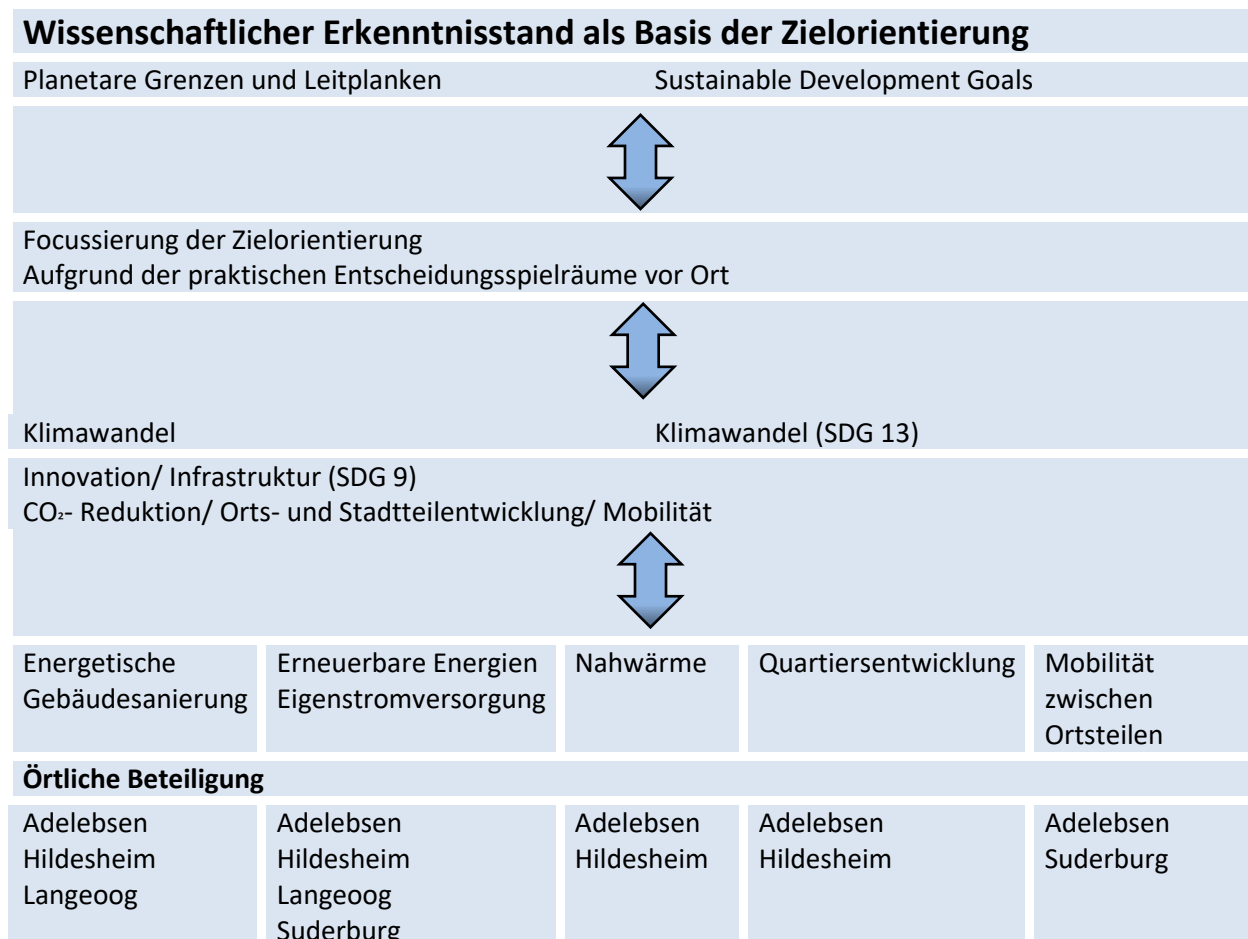 Wissenschaftlicher Erkenntnisstand als Basis der Zielorientierung
Planetare Grenzen und Leitplanken Sustainable Development Goals
Focussierung der Zielorientierung
Aufgrund der praktischen Entscheidungsspielräume vor Ort
Klimawandel Klimawandel (SDG 13)
Innovation/ Infrastruktur (SDG 9)
CO₂- Reduktion/ Orts- und Stadtteilentwicklung/ Mobilität
Energetische
Gebäudesanierung
Erneuerbare Energien
Eigenstromversorgung
Nahwärme
Quartiersentwicklung
Mobilität
zwischen
Ortsteilen
Örtliche Beteiligung
Adelebsen
Hildesheim
Langeoog
Adelebsen
Hildesheim
Langeoog
Suderburg
Adelebsen
Hildesheim
Adelebsen
Hildesheim
Adelebsen
Suderburg